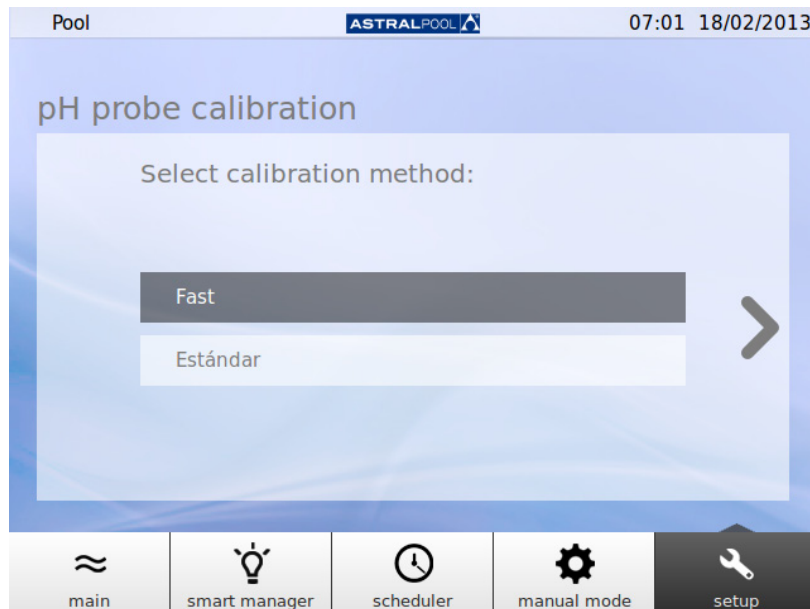 Pool ASTRALPOOL 07:01 18/02/2013
pH probe calibration
Select calibration method:
Fast
Estándar
main smart manager scheduler manual mode setup